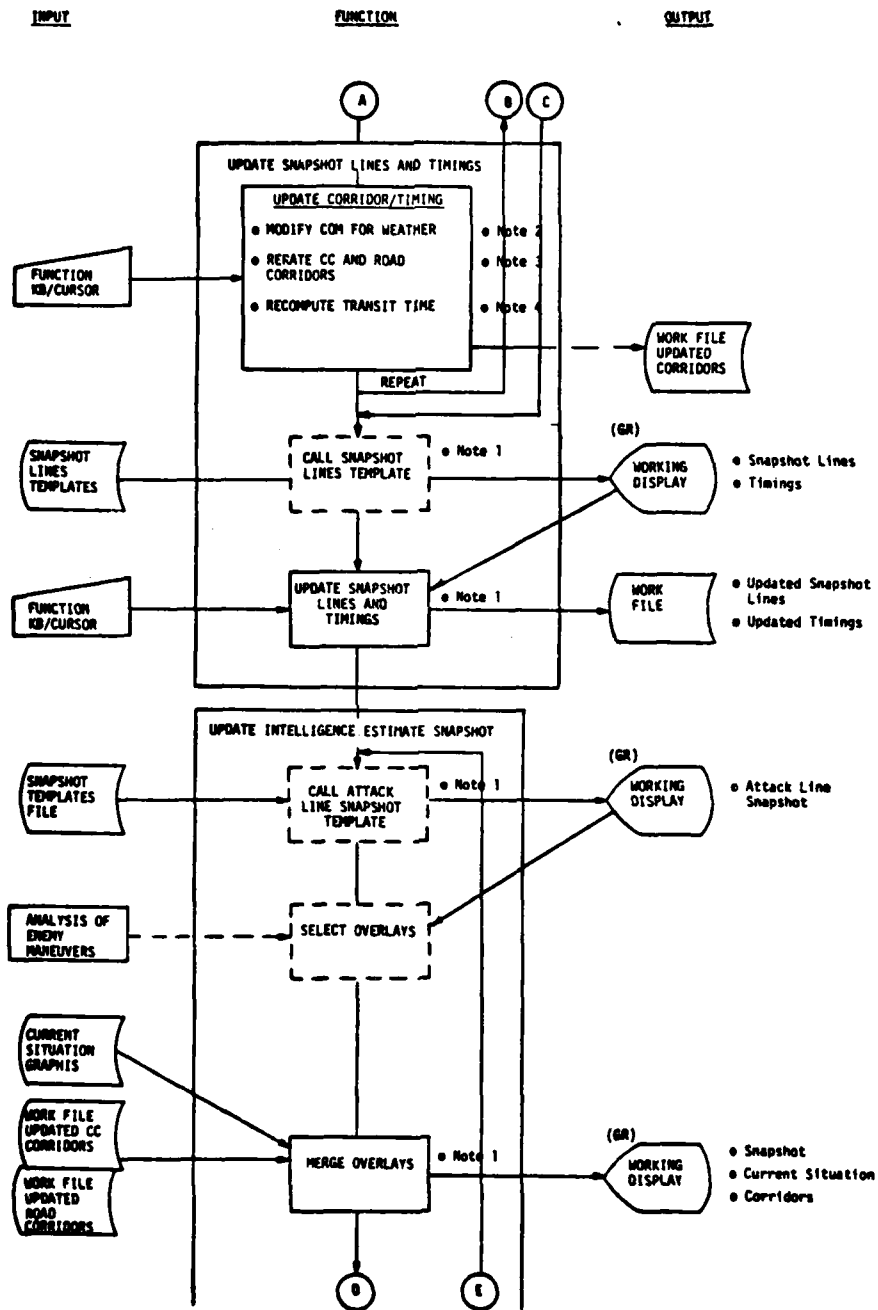 INPUT
FUNCTION
OUTPUT
A
B
C
UPDATE SNAPSHOT LINES AND TIMINGS
UPDATE CORRIDOR/TIMING
● MODIFY COM FOR WEATHER
● Note 2
● RERATE CC AND ROAD
CORRIDORS
● Note 3
● RECOMPUTE TRANSIT TIME
● Note 4
FUNCTION
KB/CURSOR
WORK FILE
UPDATED
CORRIDORS
REPEAT
SNAPSHOT
LINES
TEMPLATES
CALL SNAPSHOT
LINES TEMPLATE
● Note 1
(GR)
WORKING
DISPLAY
● Snapshot Lines
● Timings
FUNCTION
KB/CURSOR
UPDATE SNAPSHOT
LINES AND
TIMINGS
● Note 1
WORK
FILE
● Updated Snapshot
Lines
● Updated Timings
UPDATE INTELLIGENCE ESTIMATE SNAPSHOT
SNAPSHOT
TEMPLATES
FILE
CALL ATTACK
LINE SNAPSHOT
TEMPLATE
● Note 1
(GR)
WORKING
DISPLAY
● Attack Line
Snapshot
ANALYSIS OF
ENEMY
MANEUVERS
SELECT OVERLAYS
CURRENT
SITUATION
GRAPHIS
WORK FILE
UPDATED CC
CORRIDORS
WORK FILE
UPDATED
ROAD
CORRIDORS
MERGE OVERLAYS
● Note 1
(GR)
WORKING
DISPLAY
● Snapshot
● Current Situation
● Corridors
D
E